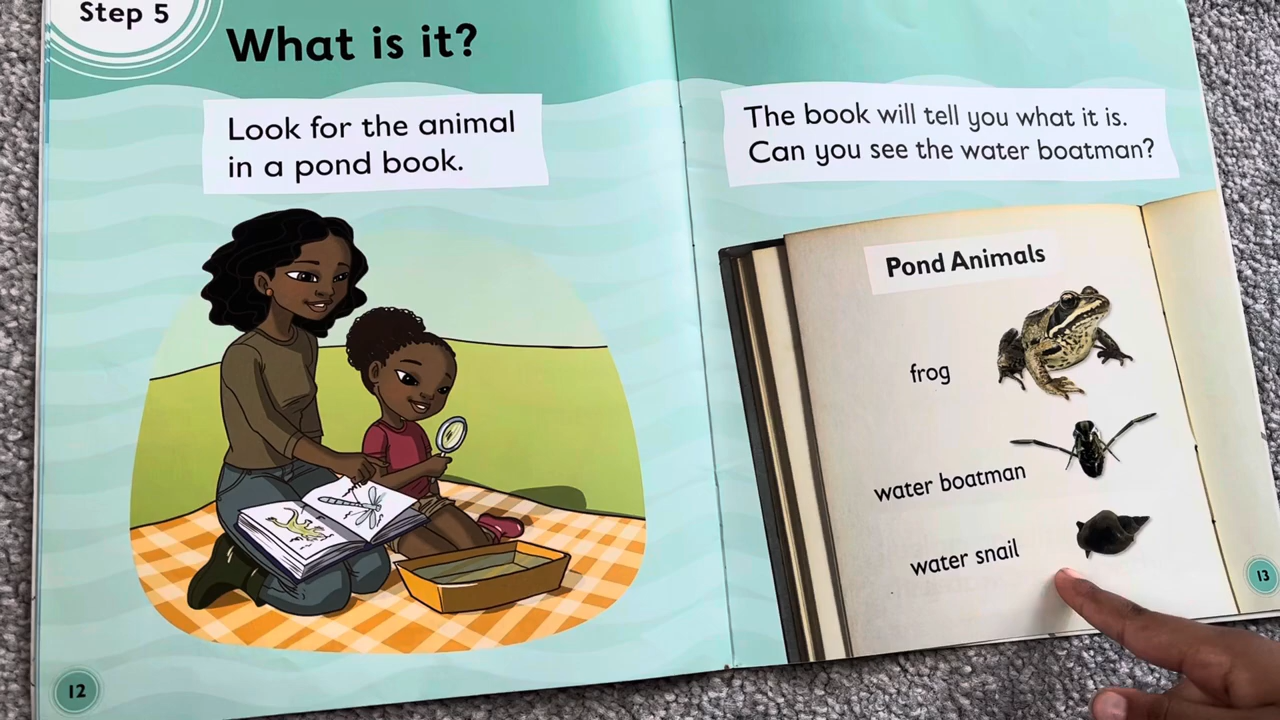 Step 5
What is it?
Look for the animal
in a pond book.
12
The book will tell you what it is.
Can you see the water boatman?
Pond Animals
frog
water boatman
water snail
13